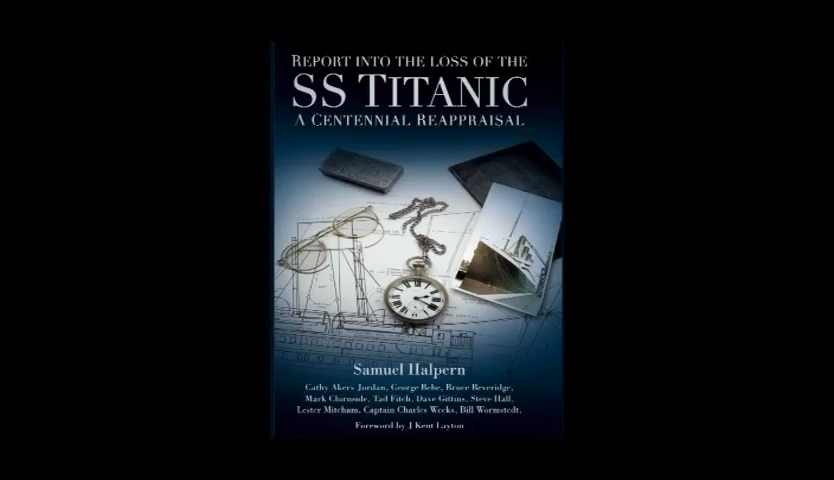 REPORT INTO THE LOSS OF THE
SS TITANIC
A CENTENNIAL REAPPRAISAL
Samuel Halpern
Cathy Akers-Jordan, George Behe, Bruce Beveridge,
Mark Chirnside, Tad Fitch, Dave Gittins, Steve Hall,
Lester Mitcham, Captain Charles Weeks, Bill Wormstedt,
Foreword by J Kent Layton